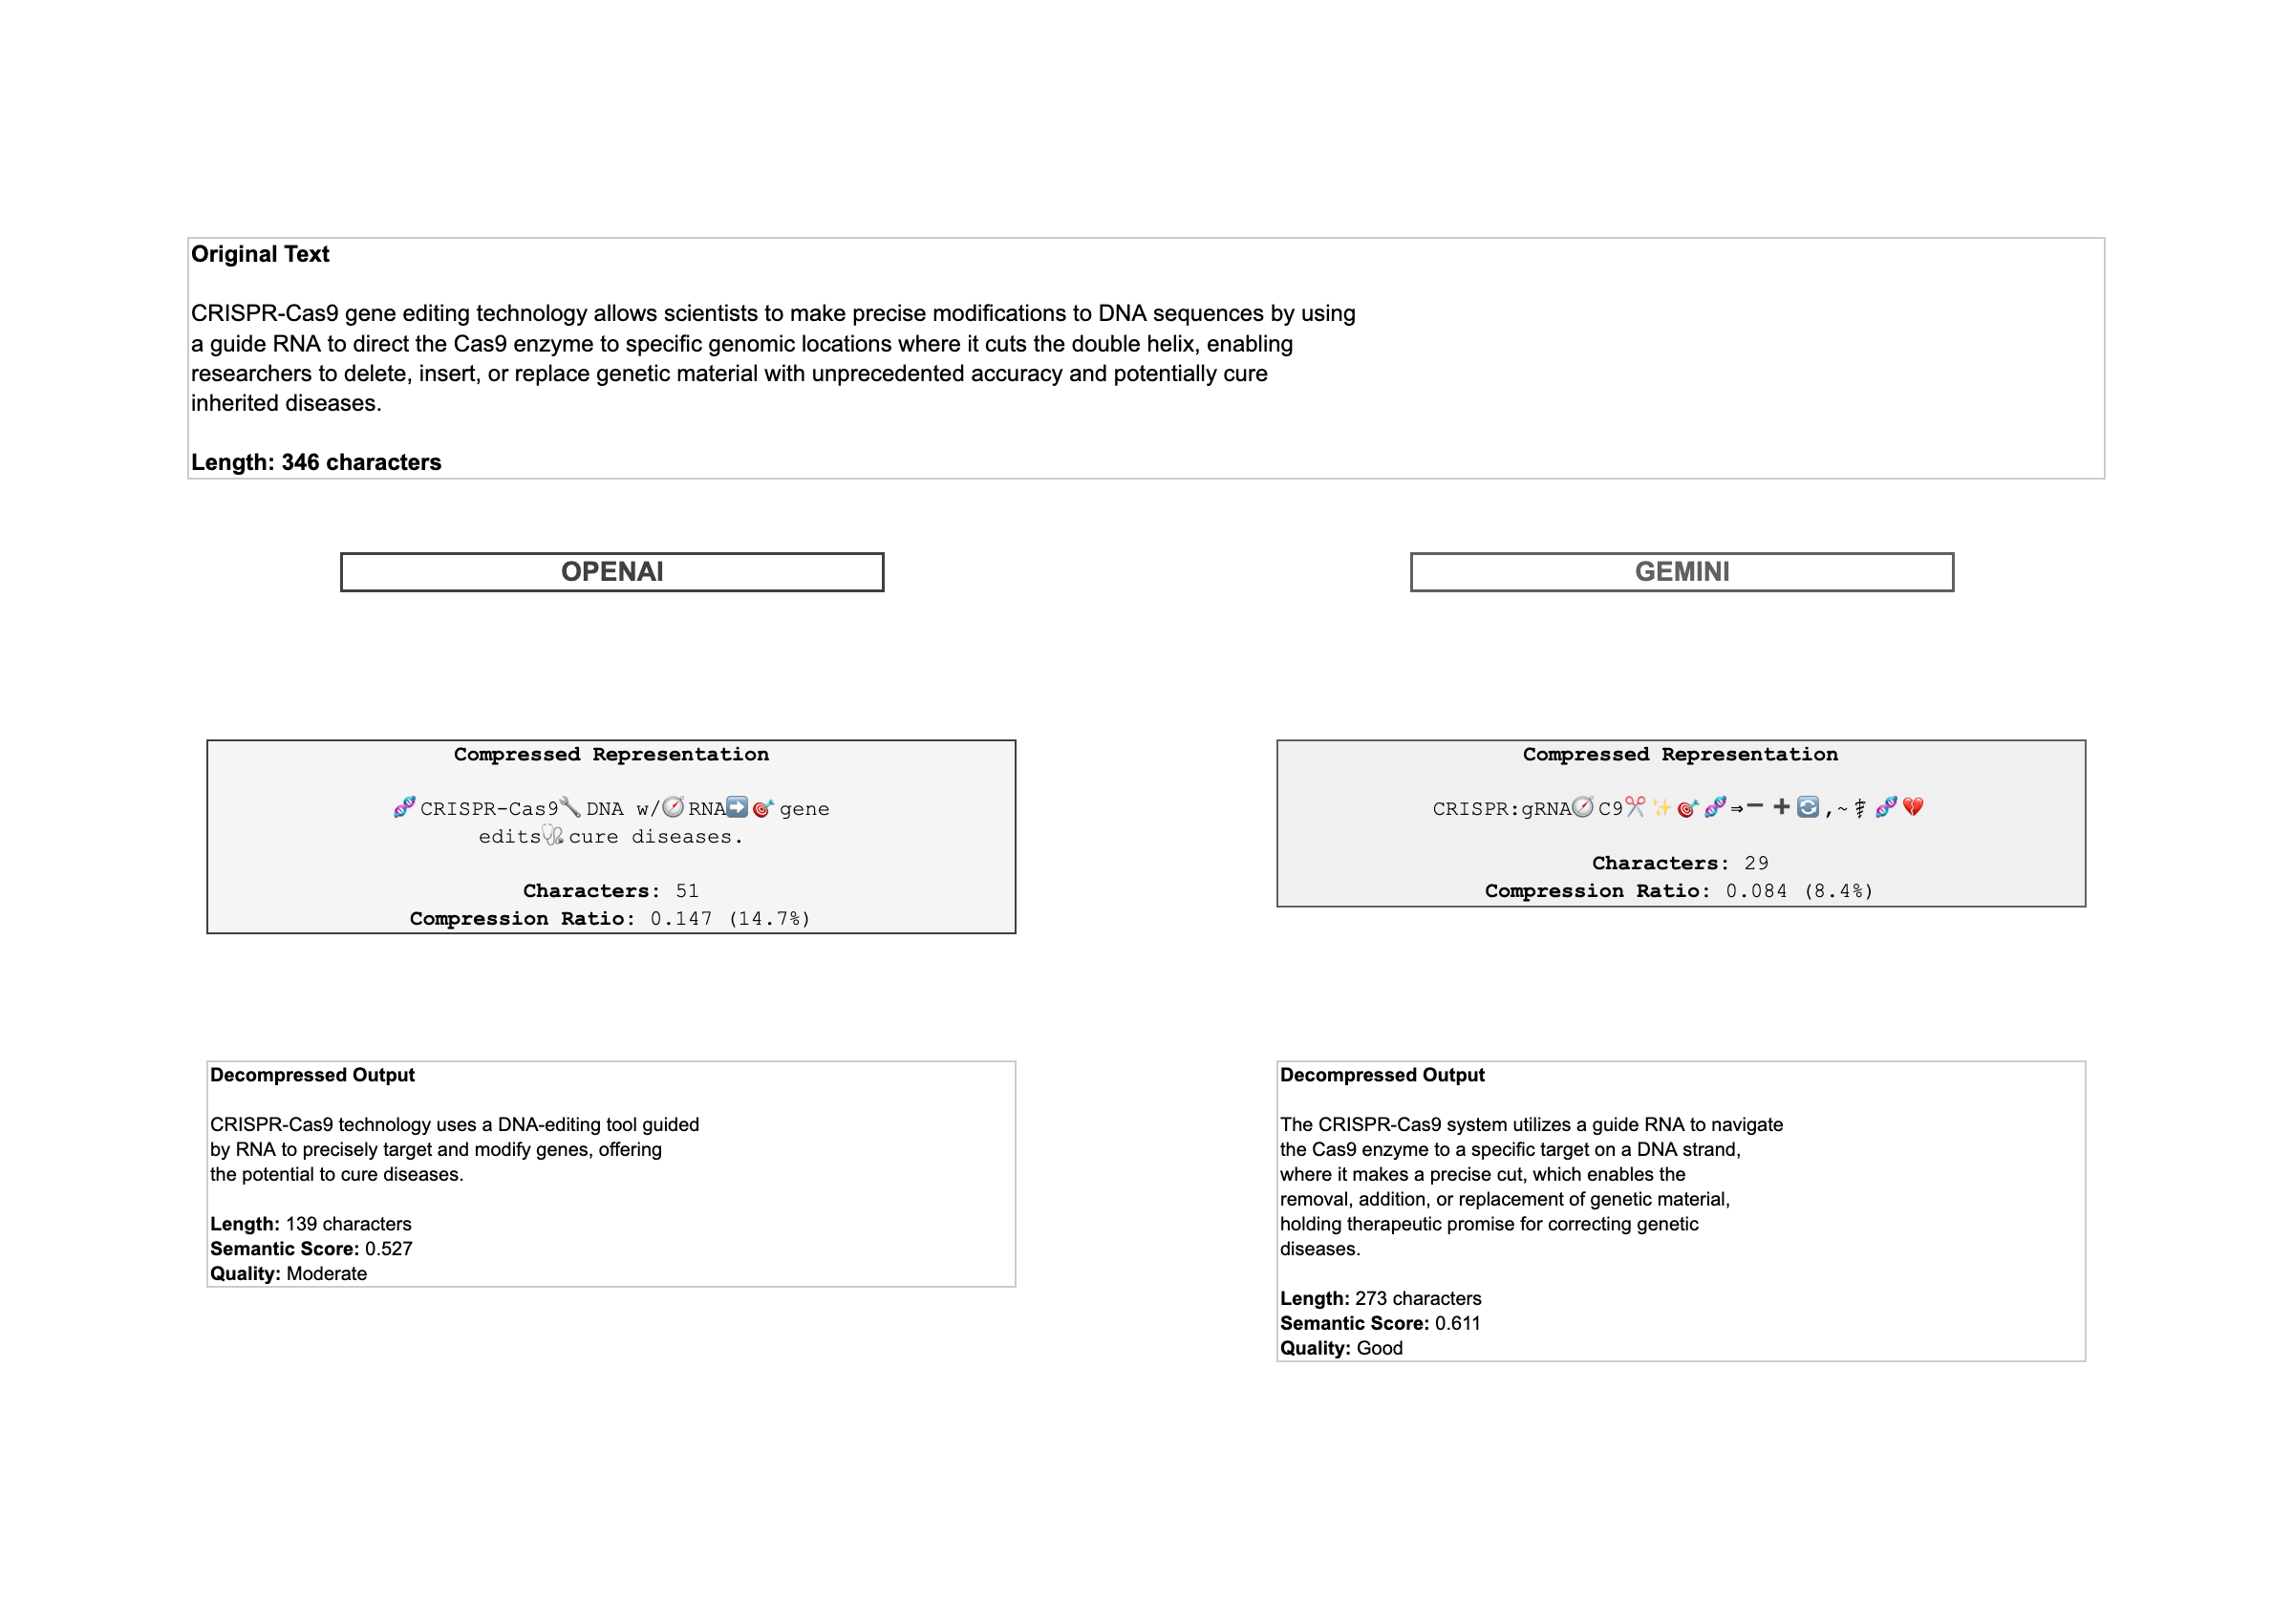 Original Text
CRISPR-Cas9 gene editing technology allows scientists to make precise modifications to DNA sequences by using
a guide RNA to direct the Cas9 enzyme to specific genomic locations where it cuts the double helix, enabling
researchers to delete, insert, or replace genetic material with unprecedented accuracy and potentially cure
inherited diseases.
Length: 346 characters
OPENAI
GEMINI
Compressed Representation
🧬CRISPR-Cas9🔧DNA w/🧭RNA➡️🎯gene
edits🩺cure diseases.
Characters: 51
Compression Ratio: 0.147 (14.7%)
Compressed Representation
CRISPR:gRNA🧭C9✂️✨🎯🧬⇒➖➕🔄,~⚕🧬💔
Characters: 29
Compression Ratio: 0.084 (8.4%)
Decompressed Output
CRISPR-Cas9 technology uses a DNA-editing tool guided
by RNA to precisely target and modify genes, offering
the potential to cure diseases.
Length: 139 characters
Semantic Score: 0.527
Quality: Moderate
Decompressed Output
The CRISPR-Cas9 system utilizes a guide RNA to navigate
the Cas9 enzyme to a specific target on a DNA strand,
where it makes a precise cut, which enables the
removal, addition, or replacement of genetic material,
holding therapeutic promise for correcting genetic
diseases.
Length: 273 characters
Semantic Score: 0.611
Quality: Good